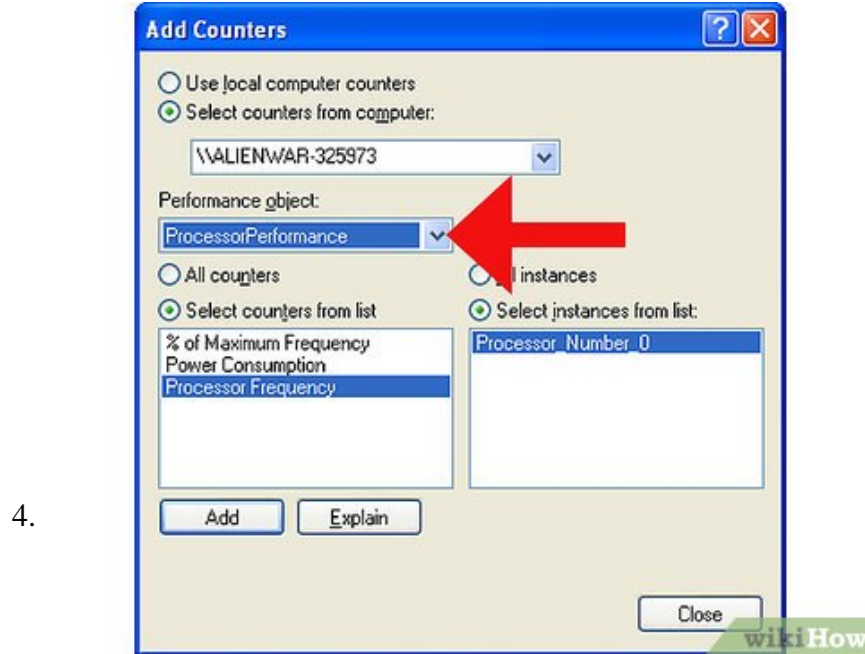 Add Counters
Use local computer counters
Select counters from computer:
\\ALIENWAR-325973
Performance object:
ProcessorPerformance
All counters
instances
Select counters from list
Select instances from list:
% of Maximum Frequency
Power Consumption
Processor Frequency
Processor_Number_0
4.
Add
Explain
Close
wikiHow